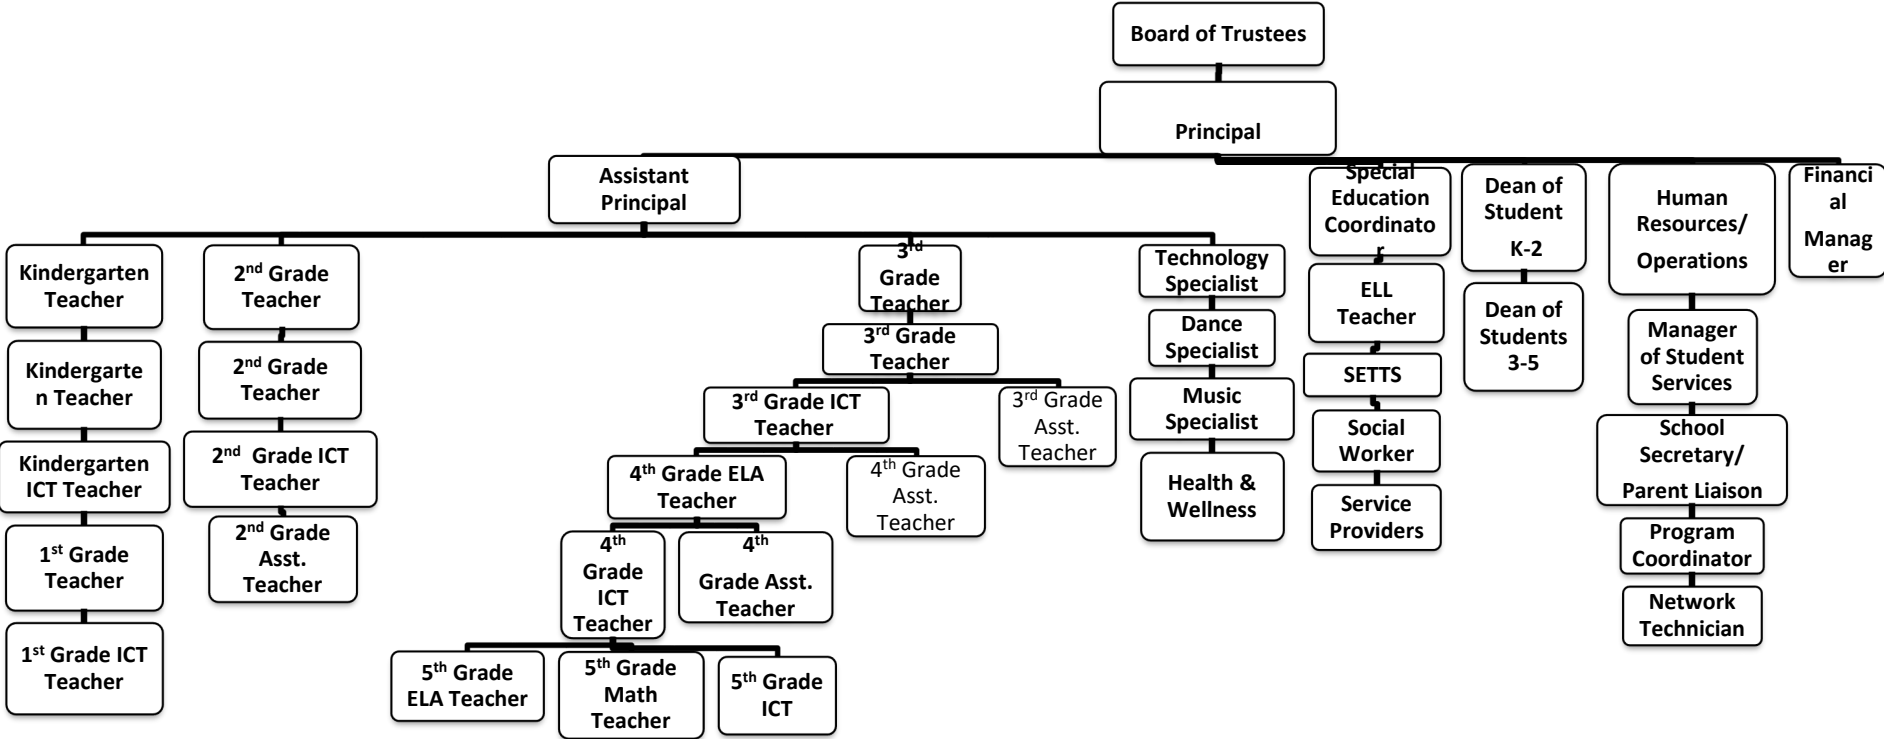 Board of Trustees
Principal
Assistant
Principal
Special
Education
Coordinato
r
Dean of
Student
K-2
Human
Resources/
Operations
Financi
al
Manag
er
Kindergarten
Teacher
2nd Grade
Teacher
3rd
Grade
Teacher
Technology
Specialist
ELL
Teacher
Dean of
Students
3-5
Kindergarte
n Teacher
2nd Grade
Teacher
3rd Grade
Teacher
Dance
Specialist
SETTS
Manager
of Student
Services
Kindergarten
ICT Teacher
2nd Grade ICT
Teacher
3rd Grade ICT
Teacher
3rd Grade
Asst.
Teacher
Music
Specialist
Social
Worker
School
Secretary/
Parent Liaison
4th Grade ELA
Teacher
4th Grade
Asst.
Teacher
Health &
Wellness
Service
Providers
1st Grade
Teacher
2nd Grade
Asst.
Teacher
4th
Grade
ICT
Teacher
4th
Grade Asst.
Teacher
Program
Coordinator
Network
Technician
1st Grade ICT
Teacher
5th Grade
ELA Teacher
5th Grade
Math
Teacher
5th Grade
ICT